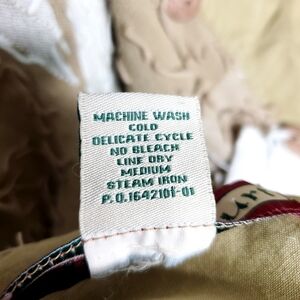 MACHINE WASH
COLD
DELICATE CYCLE
NO BLEACH
LINE DRY
MEDIUM
STEAM IRON
P.O.1642101-01